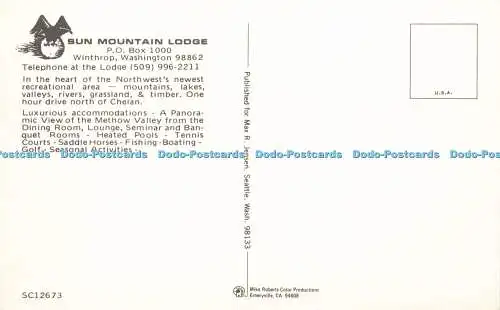 SUN MOUNTAIN LODGE
P.O. Box 1000
Winthrop, Washington 98862
Telephone at the Lodge (509) 996-2211
In the heart of the Northwest's newest
recreational area — mountains, lakes,
valleys, rivers, grassland, & timber. One
hour drive north of Chelan.
Luxurious accommodations - A Panora-
mic View of the Methow Valley from the
Dining Room, Lounge, Seminar and Ban-
quet Rooms - Heated Pools - Tennis
Courts - Saddle Horses - Fishing - Boating -
Golf - Seasonal Activities -
Dodo-Postcards Dodo-Postcards Dodo-Postcards Dodo-Postcards Dodo-Postcards Dodo-Postcards
SC12673
Published for Max R. Jensen, Seattle, Wash. 98133
Mike Roberts Color Productions
Emeryville, CA 94608
U.S.A.